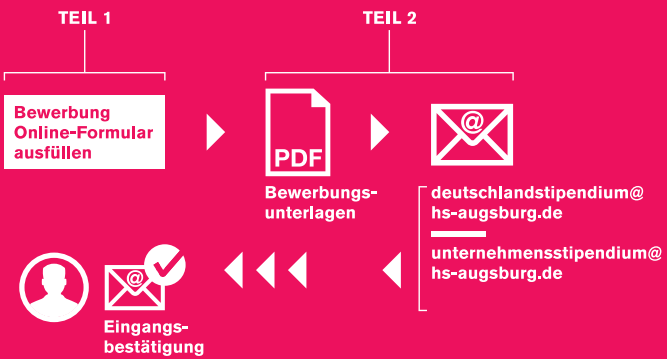 TEIL 1
TEIL 2
Bewerbung
Online-Formular
ausfüllen
PDF
@
Bewerbungs-
unterlagen
deutschlandstipendium@
hs-augsburg.de
unternehmensstipendium@
hs-augsburg.de
@
Eingangs-
bestätigung